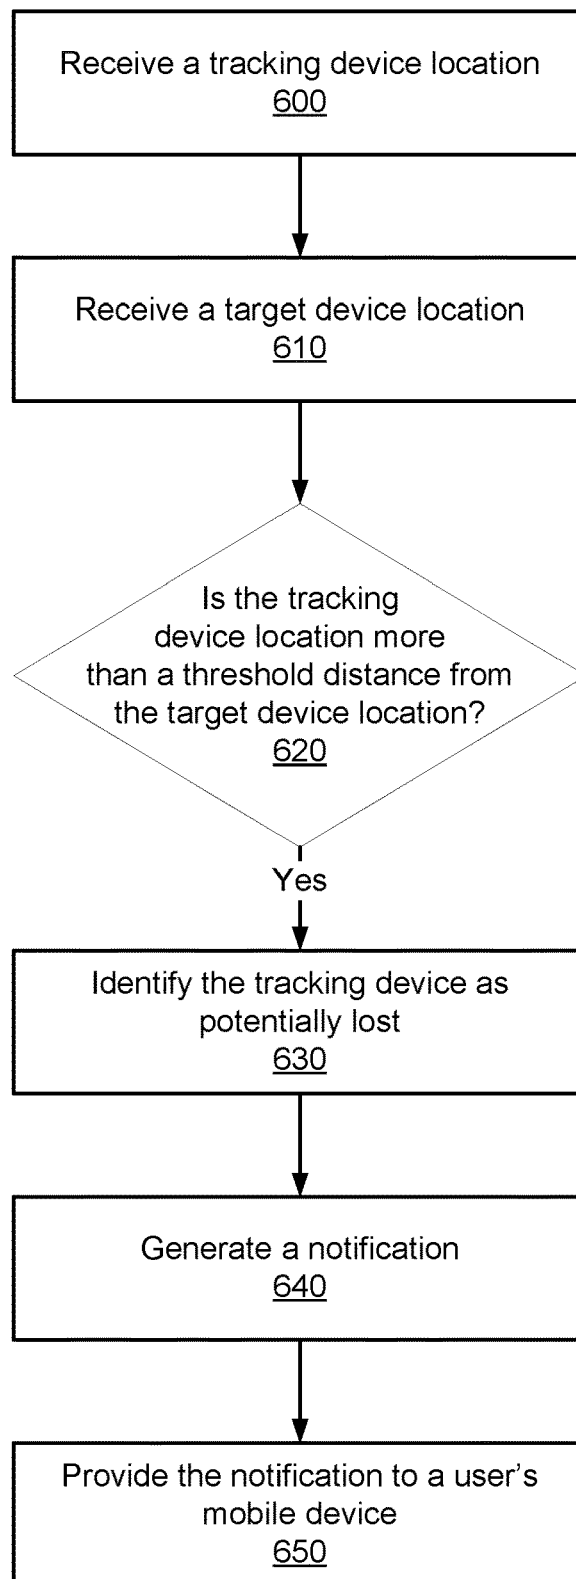 Receive a tracking device location
600
Receive a target device location
610
Is the tracking
device location more
than a threshold distance from
the target device location?
620
Yes
Identify the tracking device as
potentially lost
630
Generate a notification
640
Provide the notification to a user’s
mobile device
650